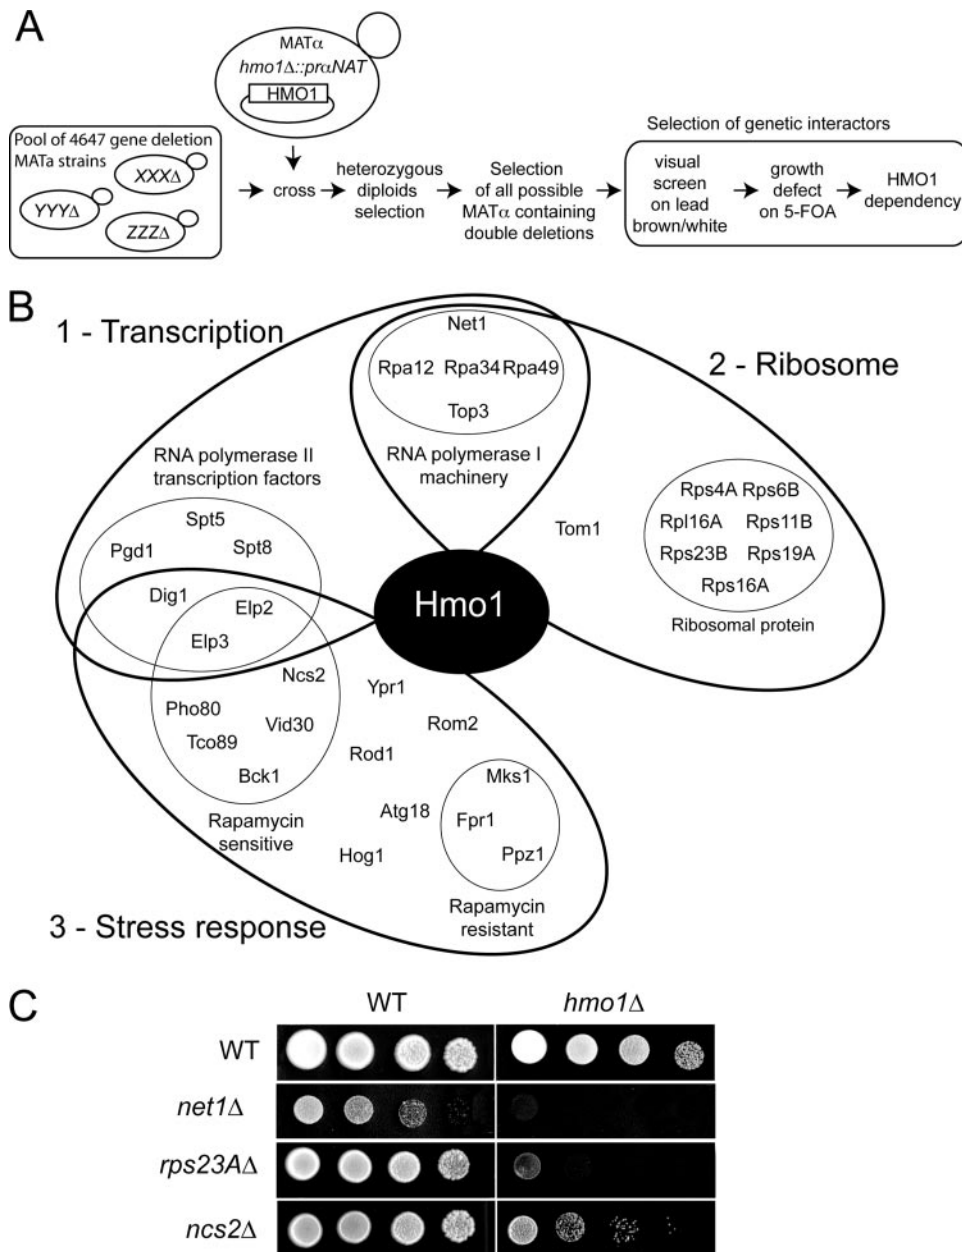 A
MATα
hmo1Δ::prαNAT
HMO1
Pool of 4647 gene deletion
MATa strains
XXXΔ
YYYΔ
ZZZΔ
cross
heterozygous
diploids
selection
Selection
of all possible
MATα containing
double deletions
Selection of genetic interactors
visual
screen
on lead
brown/white
growth
defect
on 5-FOA
HMO1
dependency
B
1 - Transcription
2 - Ribosome
Net1
Rpa12 Rpa34 Rpa49
Top3
RNA polymerase I
machinery
RNA polymerase II
transcription factors
Spt5
Pgd1
Spt8
Dig1
Elp2
Elp3
Tom1
Rps4A Rps6B
Rpl16A Rps11B
Rps23B Rps19A
Rps16A
Ribosomal protein
Hmo1
Ncs2
Pho80
Vid30
Tco89
Bck1
Rapamycin
sensitive
Ypr1
Rom2
Rod1
Atg18
Hog1
Mks1
Fpr1
Ppz1
Rapamycin
resistant
3 - Stress response
C
WT hmo1Δ
WT
net1Δ
rps23AΔ
ncs2Δ